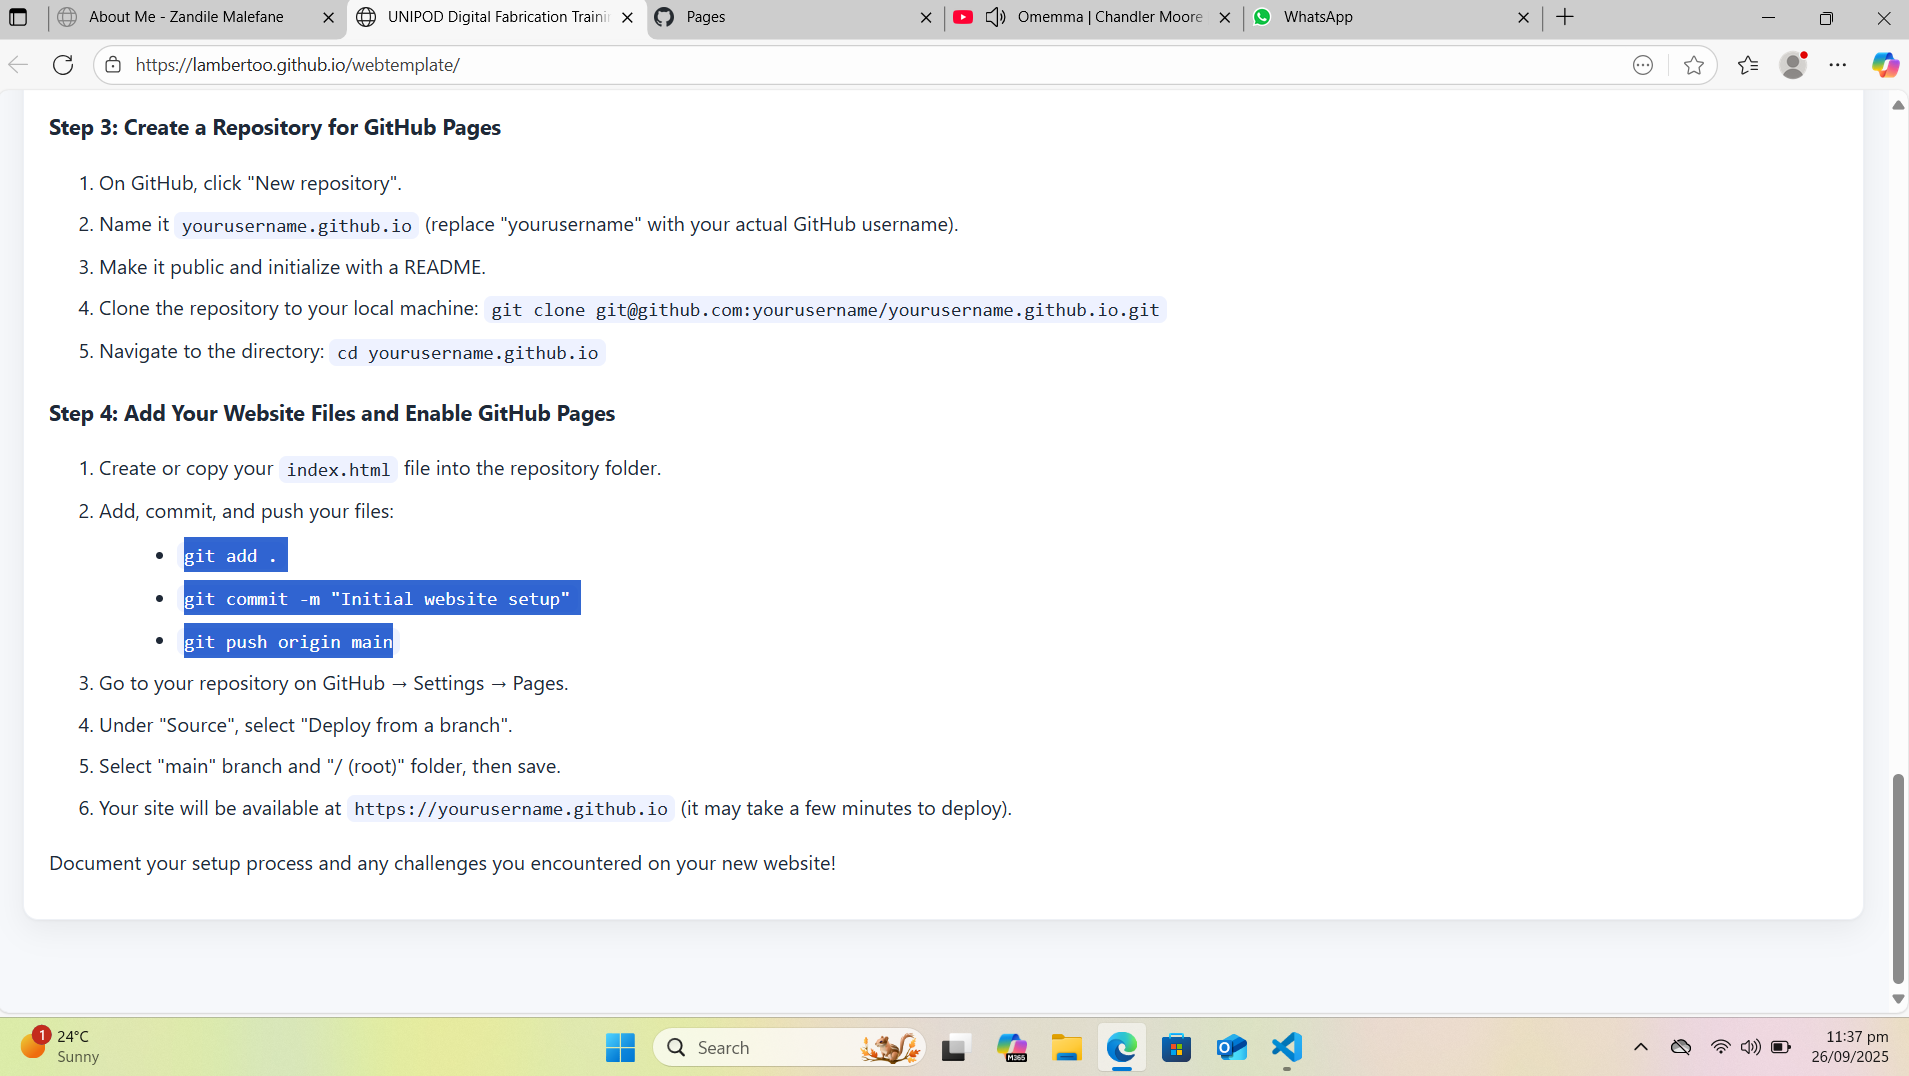 About Me - Zandile Malefane
UNIPOD Digital Fabrication Trainin
Pages
Omemma | Chandler Moore
WhatsApp
https://lambertoo.github.io/webtemplate/
Step 3: Create a Repository for GitHub Pages
1. On GitHub, click "New repository".
2. Name it yourusername.github.io (replace "yourusername" with your actual GitHub username).
3. Make it public and initialize with a README.
4. Clone the repository to your local machine: git clone git@github.com:yourusername/yourusername.github.io.git
5. Navigate to the directory: cd yourusername.github.io
Step 4: Add Your Website Files and Enable GitHub Pages
1. Create or copy your index.html file into the repository folder.
2. Add, commit, and push your files:
• git add .
• git commit -m "Initial website setup"
• git push origin main
3. Go to your repository on GitHub → Settings → Pages.
4. Under "Source", select "Deploy from a branch".
5. Select "main" branch and "/ (root)" folder, then save.
6. Your site will be available at https://yourusername.github.io (it may take a few minutes to deploy).
Document your setup process and any challenges you encountered on your new website!
1
24°C
Sunny
Search
M365
11:37 pm
26/09/2025